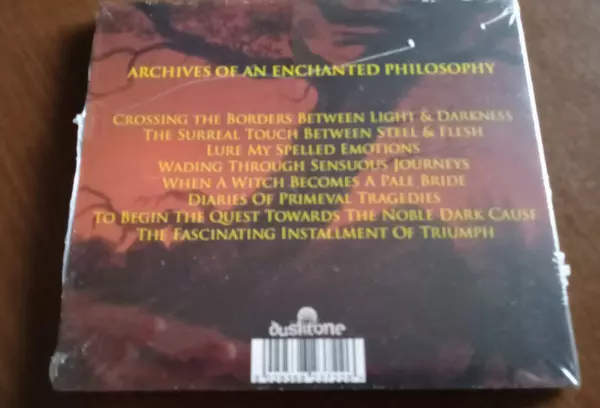 ARCHIVES OF AN ENCHANTED PHILOSOPHY
CROSSING THE BORDERS BETWEEN LIGHT & DARKNESS
THE SURREAL TOUCH BETWEEN STEEL & FLESH
LURE MY SPELLED EMOTIONS
WADING THROUGH SENSUOUS JOURNEYS
WHEN A WITCH BECOMES A PALE BRIDE
DIARIES OF PRIMEVAL TRAGEDIES
TO BEGIN THE QUEST TOWARDS THE NOBLE DARK CAUSE
THE FASCINATING INSTALLMENT OF TRIUMPH
dusktone